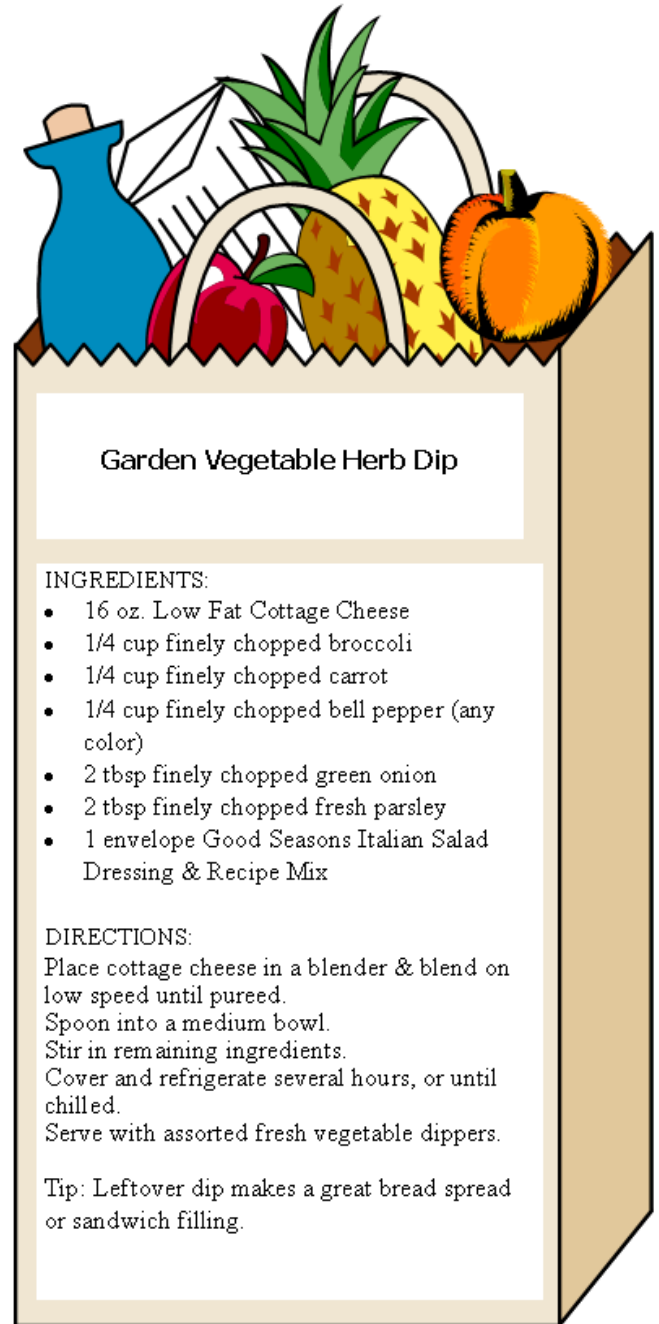 Garden Vegetable Herb Dip
INGREDIENTS:
• 16 oz. Low Fat Cottage Cheese
• 1/4 cup finely chopped broccoli
• 1/4 cup finely chopped carrot
• 1/4 cup finely chopped bell pepper (any
color)
• 2 tbsp finely chopped green onion
• 2 tbsp finely chopped fresh parsley
• 1 envelope Good Seasons Italian Salad
Dressing & Recipe Mix
DIRECTIONS:
Place cottage cheese in a blender & blend on
low speed until pureed.
Spoon into a medium bowl.
Stir in remaining ingredients.
Cover and refrigerate several hours, or until
chilled.
Serve with assorted fresh vegetable dippers.
Tip: Leftover dip makes a great bread spread
or sandwich filling.